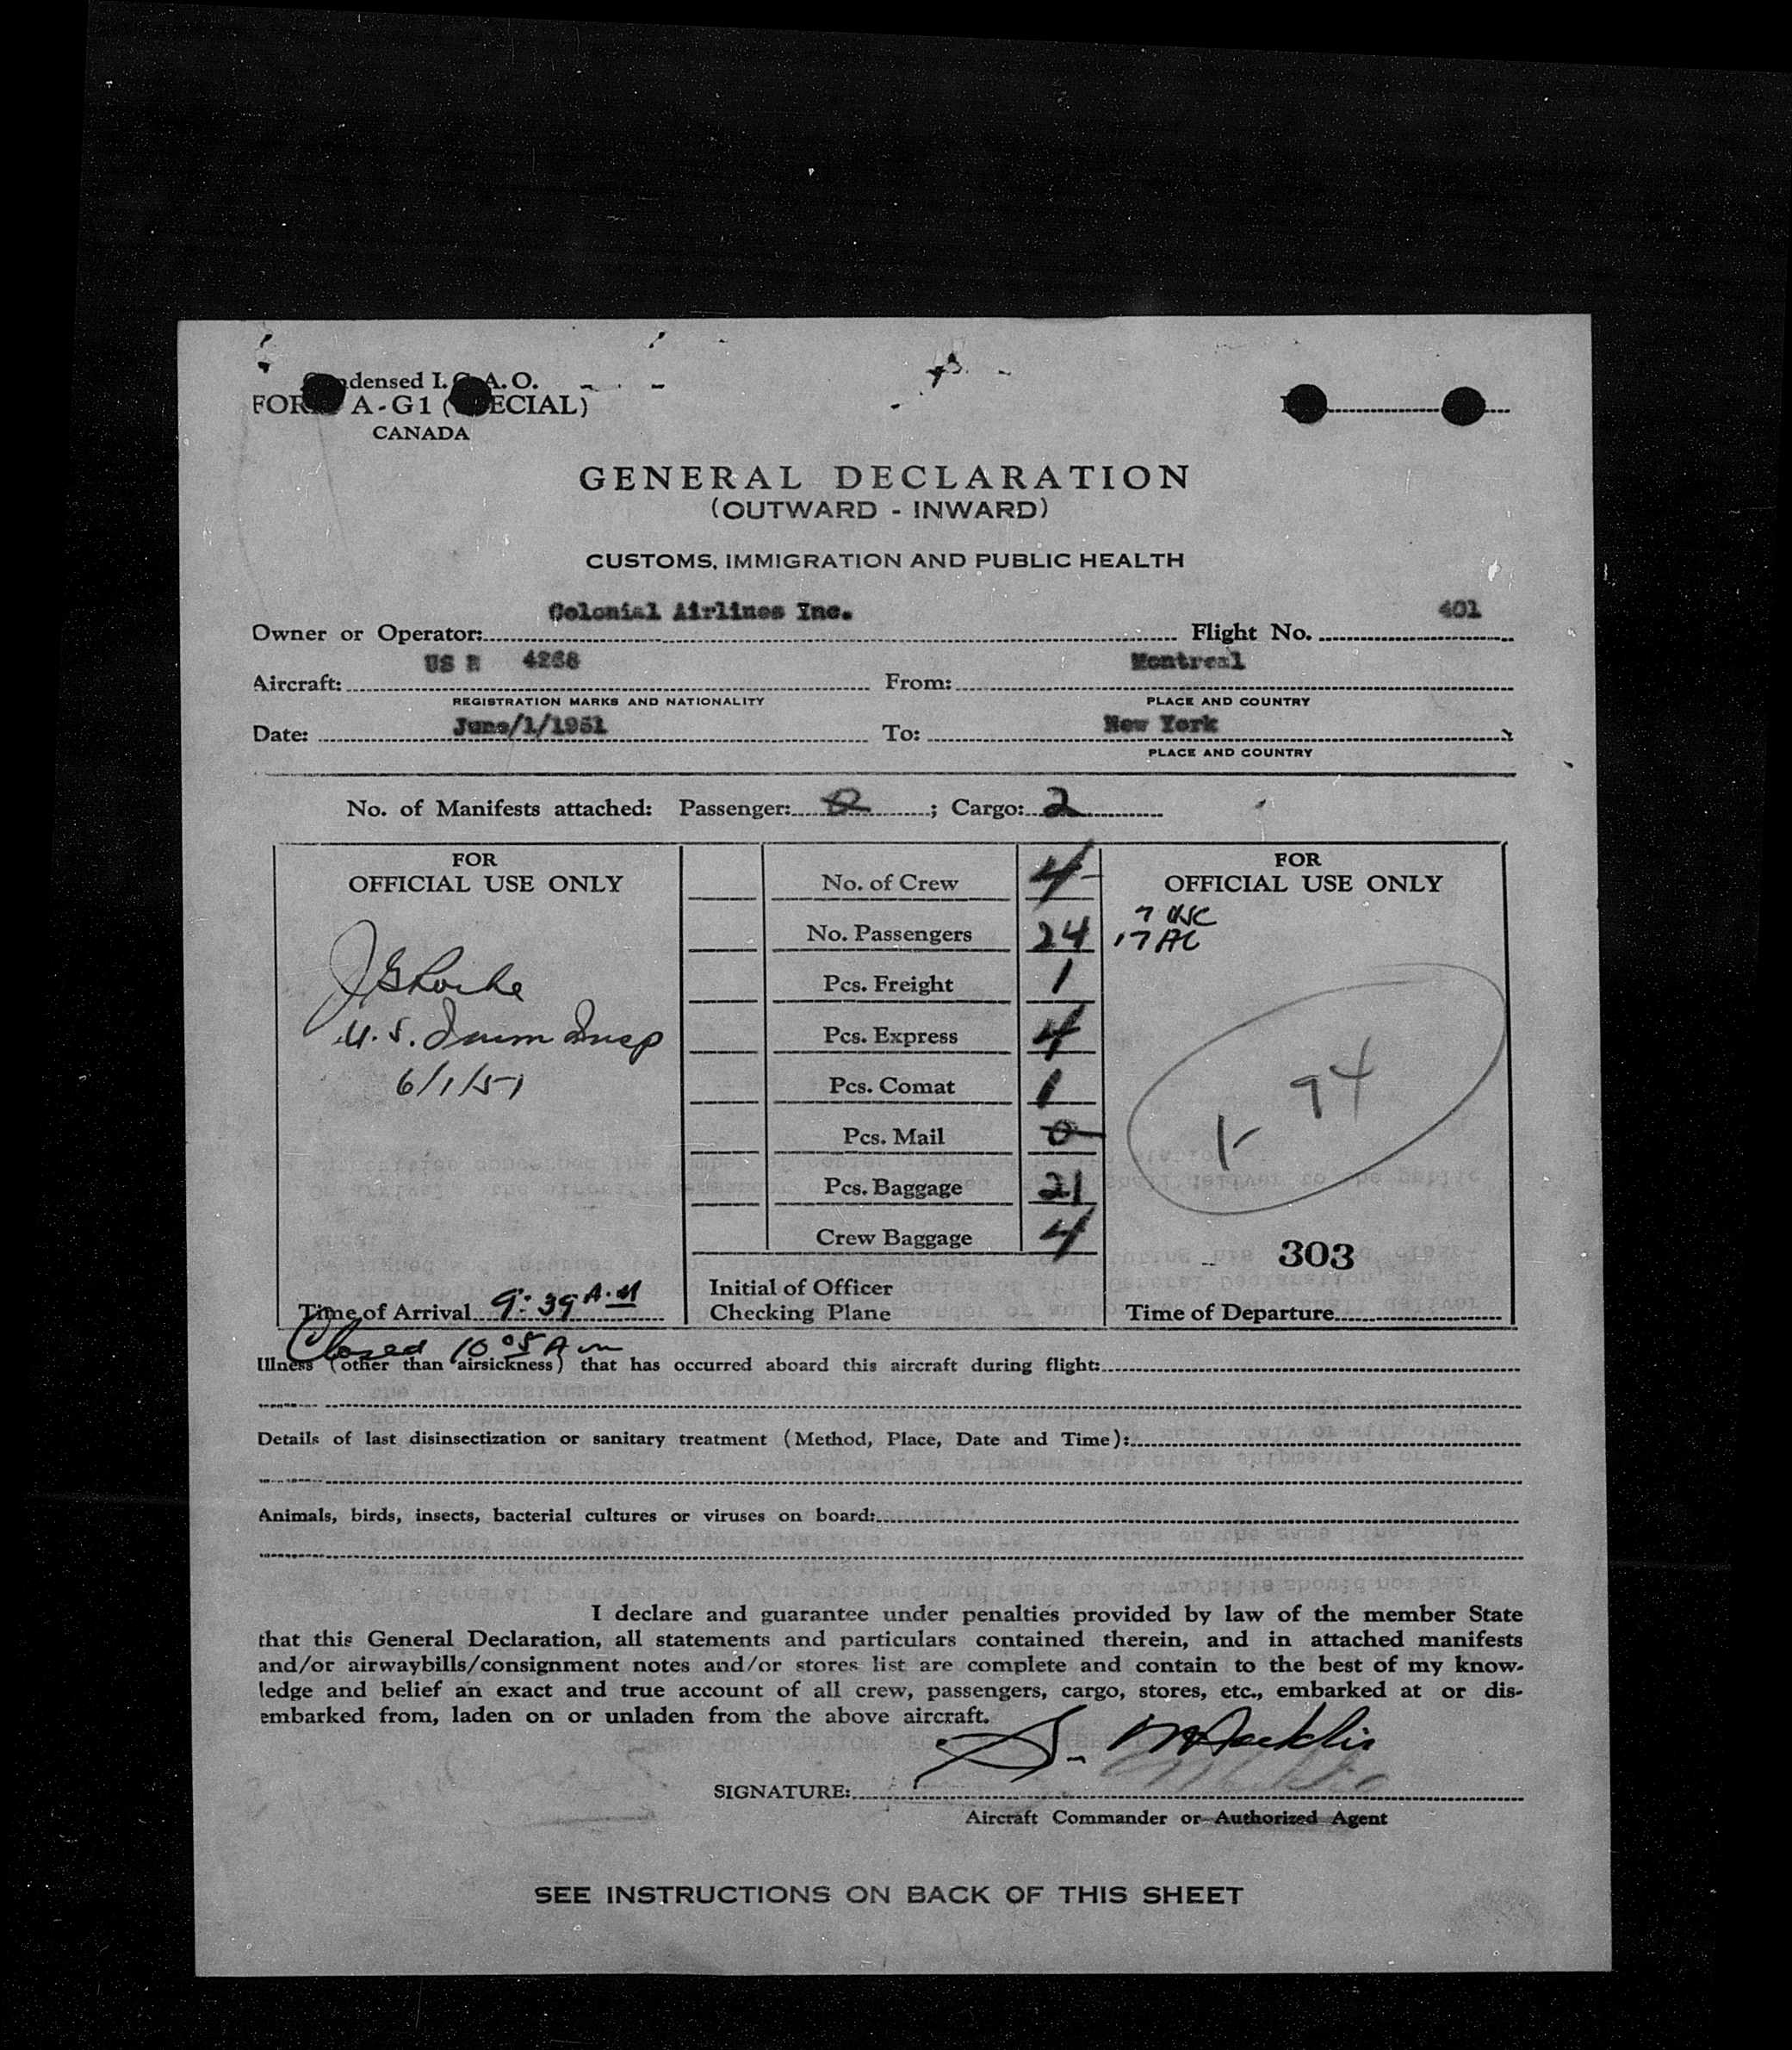 Condensed I.C.A.O.
FORM A-G1 (SPECIAL)
CANADA
GENERAL DECLARATION
(OUTWARD - INWARD)
CUSTOMS, IMMIGRATION AND PUBLIC HEALTH
Owner or Operator: Colonial Airlines Inc. Flight No. 401
Aircraft: US N 4268 From: Montreal
REGISTRATION MARKS AND NATIONALITY PLACE AND COUNTRY
Date: June/1/1951 To: New York
PLACE AND COUNTRY
No. of Manifests attached: Passenger: 0; Cargo: 2
FOR
OFFICIAL USE ONLY
U.S. Imm Insp
6/1/51
Time of Arrival 9:39 A.M
Closed 10 05 Am
No. of Crew 4
No. Passengers 24
Pcs. Freight 1
Pcs. Express 4
Pcs. Comat 1
Pcs. Mail 0
Pcs. Baggage 21
Crew Baggage 4
Initial of Officer
Checking Plane
FOR
OFFICIAL USE ONLY
7 USC
17 AC
1- 94
303
Time of Departure
Illness (other than airsickness) that has occurred aboard this aircraft during flight:
Details of last disinsectization or sanitary treatment (Method, Place, Date and Time):
Animals, birds, insects, bacterial cultures or viruses on board:
I declare and guarantee under penalties provided by law of the member State
that this General Declaration, all statements and particulars contained therein, and in attached manifests
and/or airwaybills/consignment notes and/or stores list are complete and contain to the best of my know-
ledge and belief an exact and true account of all crew, passengers, cargo, stores, etc., embarked at or dis-
embarked from, laden on or unladen from the above aircraft.
SIGNATURE:
Aircraft Commander or Authorized Agent
SEE INSTRUCTIONS ON BACK OF THIS SHEET